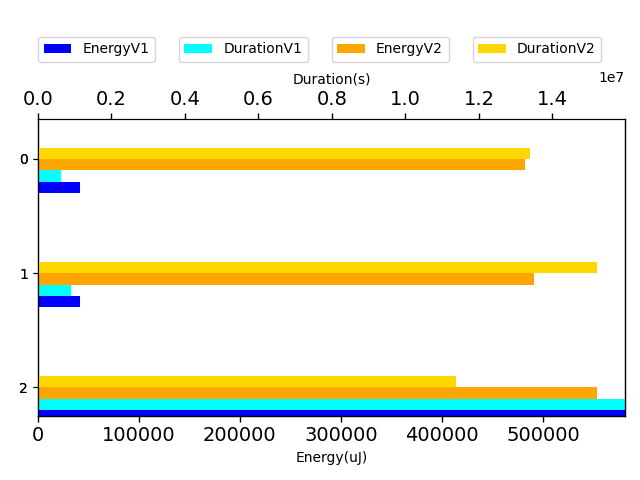 EnergyV1 DurationV1 EnergyV2 DurationV2
Duration(s)
1e7
0.0 0.2 0.4 0.6 0.8 1.0 1.2 1.4
0
1
2
0 100000 200000 300000 400000 500000
Energy(uJ)